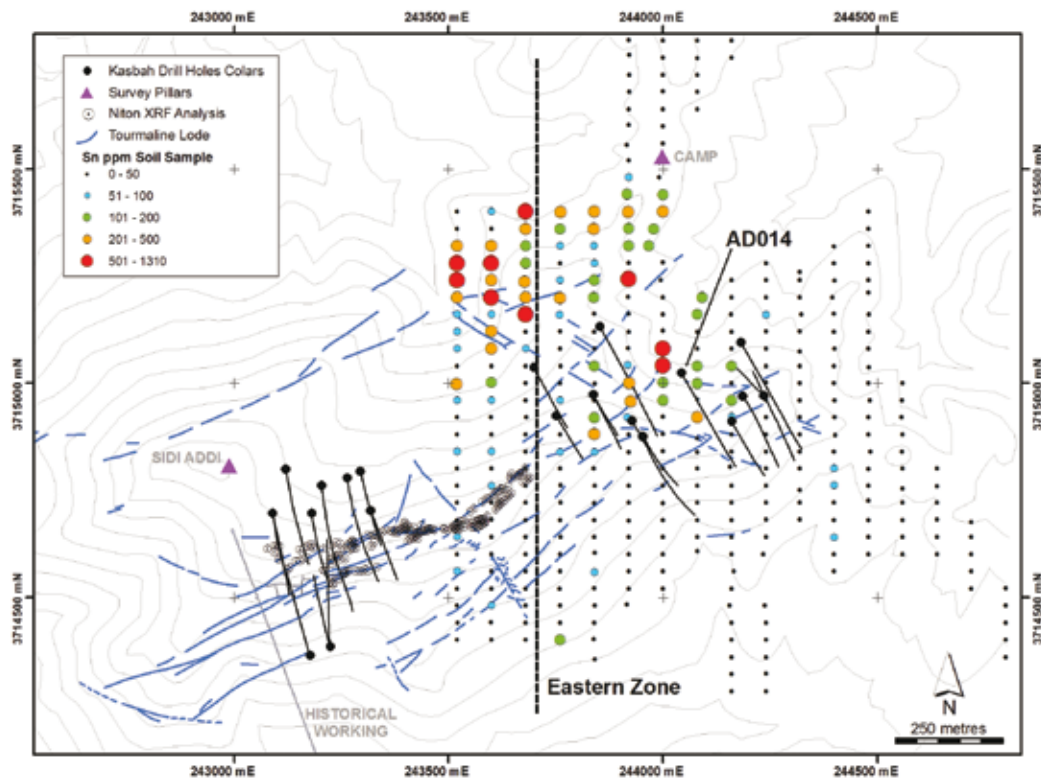 243000 mE
243500 mE
244000 mE
244500 mE
Kasbah Drill Holes Colars
Survey Pillars
Niton XRF Analysis
Tourmaline Lode
Sn ppm Soil Sample
0 - 50
51 - 100
101 - 200
201 - 500
501 - 1310
3715500 mN
3715500 mN
CAMP
AD014
3715000 mN
3715000 mN
SIDI ADDI
3714500 mN
3714500 mN
Eastern Zone
HISTORICAL
WORKING
N
250 metres
243000 mE
243500 mE
244000 mE
244500 mE